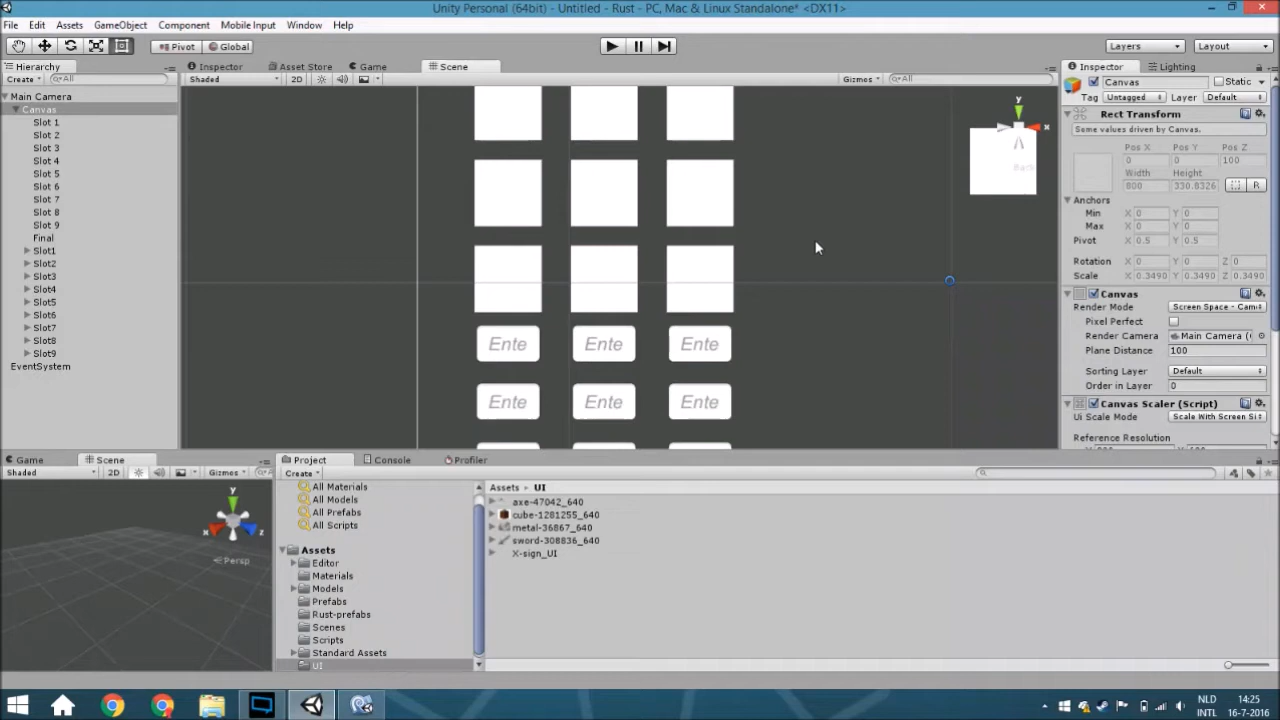 Unity Personal (64bit) - Untitled - Rust - PC, Mac & Linux Standalone* <DX11>
File Edit Assets GameObject Component Mobile Input Window Help
Pivot Global Layers Layout
Hierarchy Inspector Asset Store Game Scene Inspector Lighting
Create All Shaded 2D Gizmos All
Canvas Static
Tag Untagged Layer Default
Main Camera
Canvas
Slot 1
Slot 2
Slot 3
Slot 4
Slot 5
Slot 6
Slot 7
Slot 8
Slot 9
Final
Slot1
Slot2
Slot3
Slot4
Slot5
Slot6
Slot7
Slot8
Slot9
EventSystem
y
x
Back
Ente Ente Ente
Ente Ente Ente
Rect Transform
Some values driven by Canvas.
Pos X Pos Y Pos Z
0 0 100
Width Height
800 330.8326 R
Anchors
Min X 0 Y 0
Max X 0 Y 0
Pivot X 0.5 Y 0.5
Rotation X 0 Y 0 Z 0
Scale X 0.3490 Y 0.3490 Z 0.3490
Canvas
Render Mode Screen Space - Cam
Pixel Perfect
Render Camera Main Camera (
Plane Distance 100
Sorting Layer Default
Order in Layer 0
Canvas Scaler (Script)
Ui Scale Mode Scale With Screen Si
Reference Resolution
Game Scene
Shaded 2D Gizmos
y
x z
Persp
Project Console Profiler
Create
All Materials
All Models
All Prefabs
All Scripts
Assets
Editor
Materials
Models
Prefabs
Rust-prefabs
Scenes
Scripts
Standard Assets
UI
Assets UI
axe-47042_640
cube-1281255_640
metal-36867_640
sword-308836_640
X-sign_UI
NLD 14:25
INTL 16-7-2016